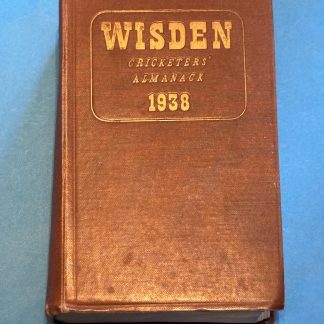 WISDEN
CRICKETERS'
ALMANACK
1938